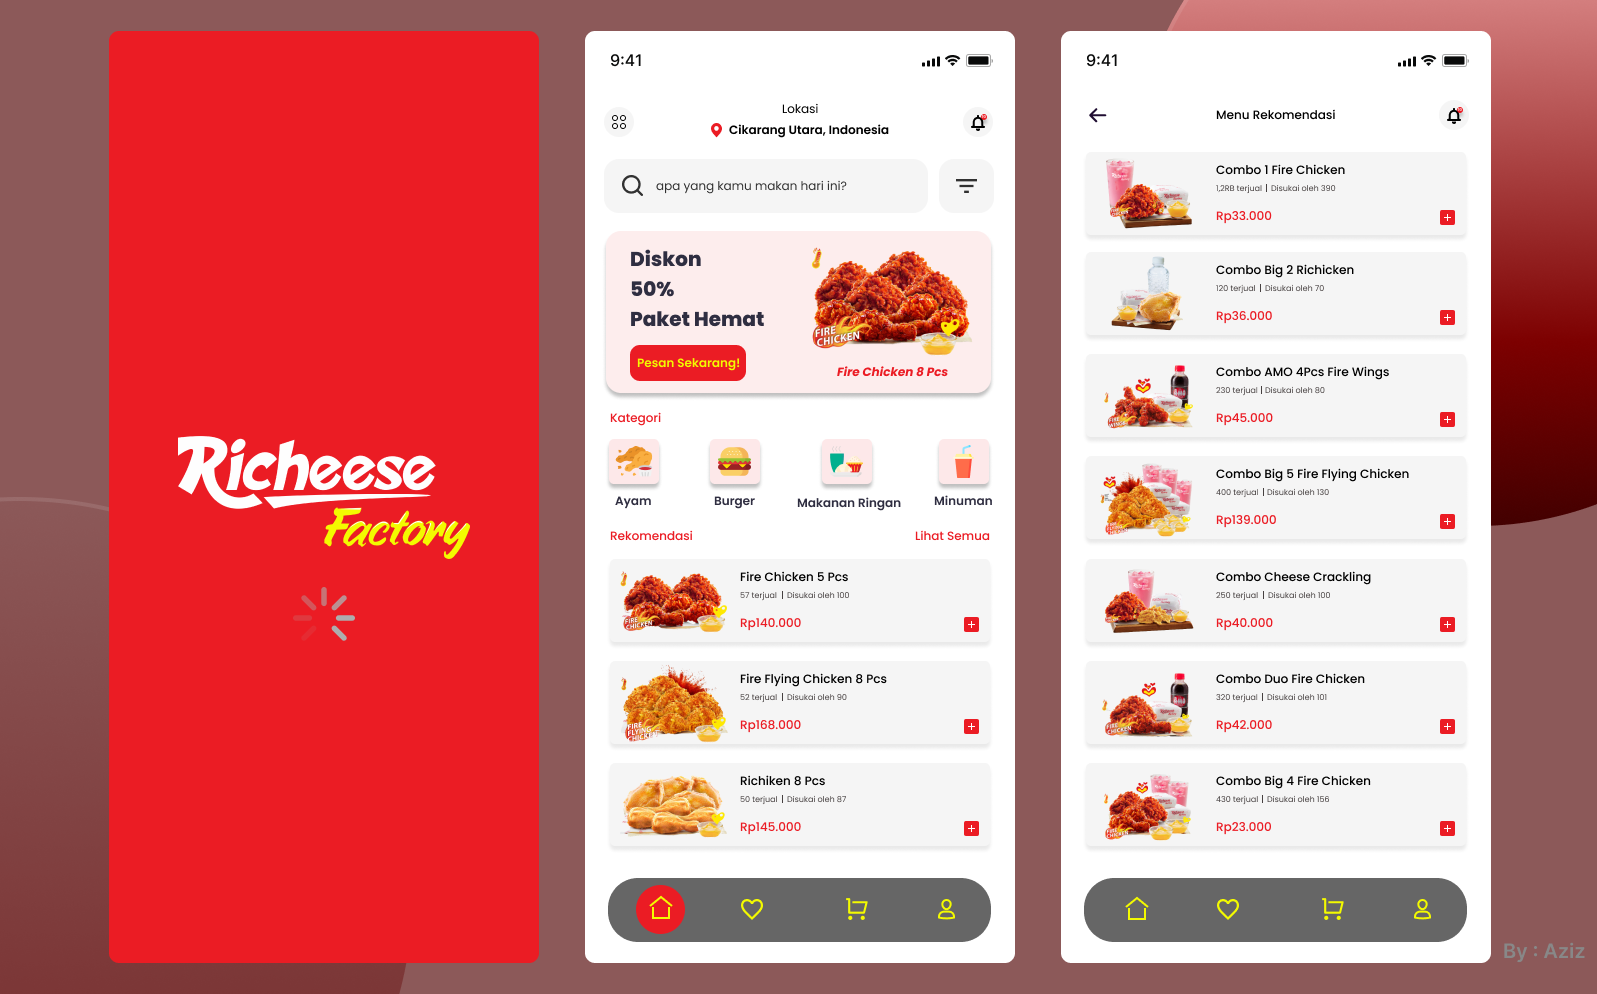 Richeese
Factory
9:41
Lokasi
Cikarang Utara, Indonesia
apa yang kamu makan hari ini?
Diskon
50%
Paket Hemat
Pesan Sekarang!
FIRE
CHICKEN
Fire Chicken 8 Pcs
Kategori
Ayam
Burger
Makanan Ringan
Minuman
Rekomendasi
Lihat Semua
FIRE
CHICKEN
Fire Chicken 5 Pcs
57 terjual | Disukai oleh 100
Rp140.000
FIRE
FLYING
CHICKEN
Fire Flying Chicken 8 Pcs
52 terjual | Disukai oleh 90
Rp168.000
Richiken 8 Pcs
50 terjual | Disukai oleh 87
Rp145.000
9:41
Menu Rekomendasi
Combo 1 Fire Chicken
1,2RB terjual | Disukai oleh 390
Rp33.000
Combo Big 2 Richicken
120 terjual | Disukai oleh 70
Rp36.000
Combo AMO 4Pcs Fire Wings
230 terjual | Disukai oleh 80
Rp45.000
Combo Big 5 Fire Flying Chicken
400 terjual | Disukai oleh 130
Rp139.000
Combo Cheese Crackling
250 terjual | Disukai oleh 100
Rp40.000
Combo Duo Fire Chicken
320 terjual | Disukai oleh 101
Rp42.000
Combo Big 4 Fire Chicken
430 terjual | Disukai oleh 156
Rp23.000
By : Aziz